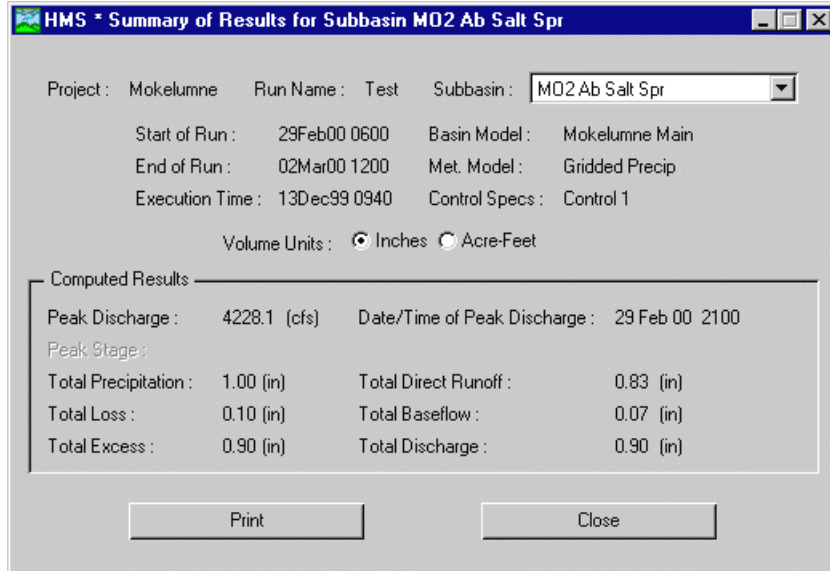 HMS * Summary of Results for Subbasin MO2 Ab Salt Spr
Project : Mokelumne Run Name : Test Subbasin : MO2 Ab Salt Spr
Start of Run : 29Feb00 0600 Basin Model : Mokelumne Main
End of Run : 02Mar00 1200 Met. Model : Gridded Precip
Execution Time : 13Dec99 0940 Control Specs : Control 1
Volume Units : Inches Acre-Feet
Computed Results
Peak Discharge : 4228.1 (cfs) Date/Time of Peak Discharge : 29 Feb 00 2100
Peak Stage :
Total Precipitation : 1.00 (in) Total Direct Runoff : 0.83 (in)
Total Loss : 0.10 (in) Total Baseflow : 0.07 (in)
Total Excess : 0.90 (in) Total Discharge : 0.90 (in)
Print Close